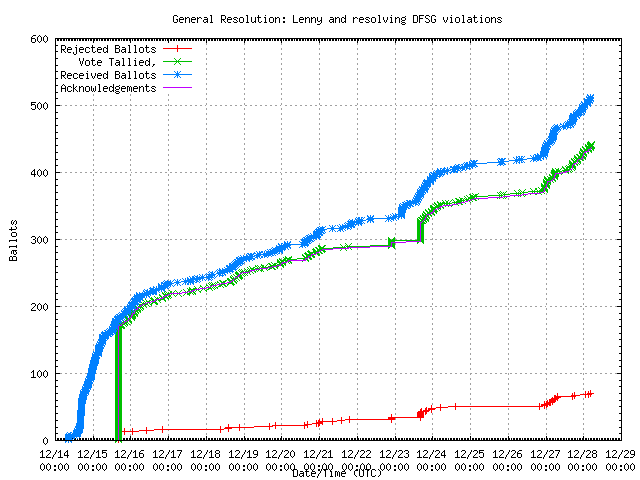 General Resolution: Lenny and resolving DFSG violations
600
500
400
300
200
100
0
Ballots
Rejected Ballots
Vote Tallied,
Received Ballots
Acknowledgements
12/14 12/15 12/16 12/17 12/18 12/19 12/20 12/21 12/22 12/23 12/24 12/25 12/26 12/27 12/28 12/29
00:00 00:00 00:00 00:00 00:00 00:00 00:00 00:00 00:00 00:00 00:00 00:00 00:00 00:00 00:00 00:00
Date/Time (UTC)